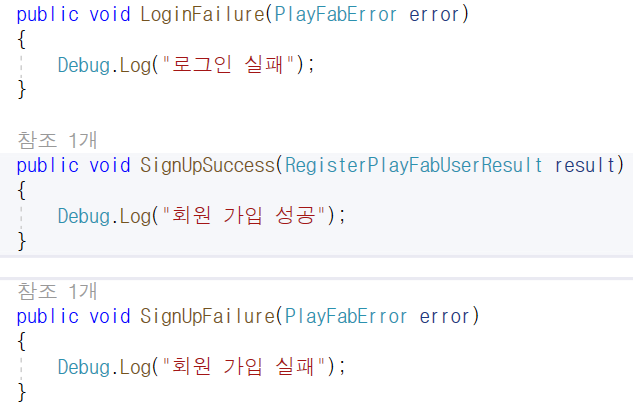 public void LoginFailure(PlayFabError error)
{
    Debug.Log("로그인 실패");
}
참조 1개
public void SignUpSuccess(RegisterPlayFabUserResult result)
{
    Debug.Log("회원 가입 성공");
}
참조 1개
public void SignUpFailure(PlayFabError error)
{
    Debug.Log("회원 가입 실패");
}